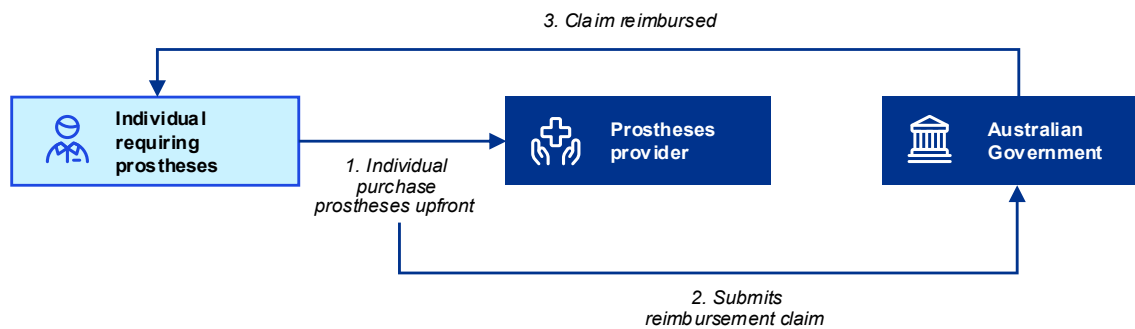 3. Claim reimbursed
Individual
requiring
prostheses
Prostheses
provider
Australian
Government
1. Individual
purchase
prostheses upfront
2. Submits
reimbursement claim